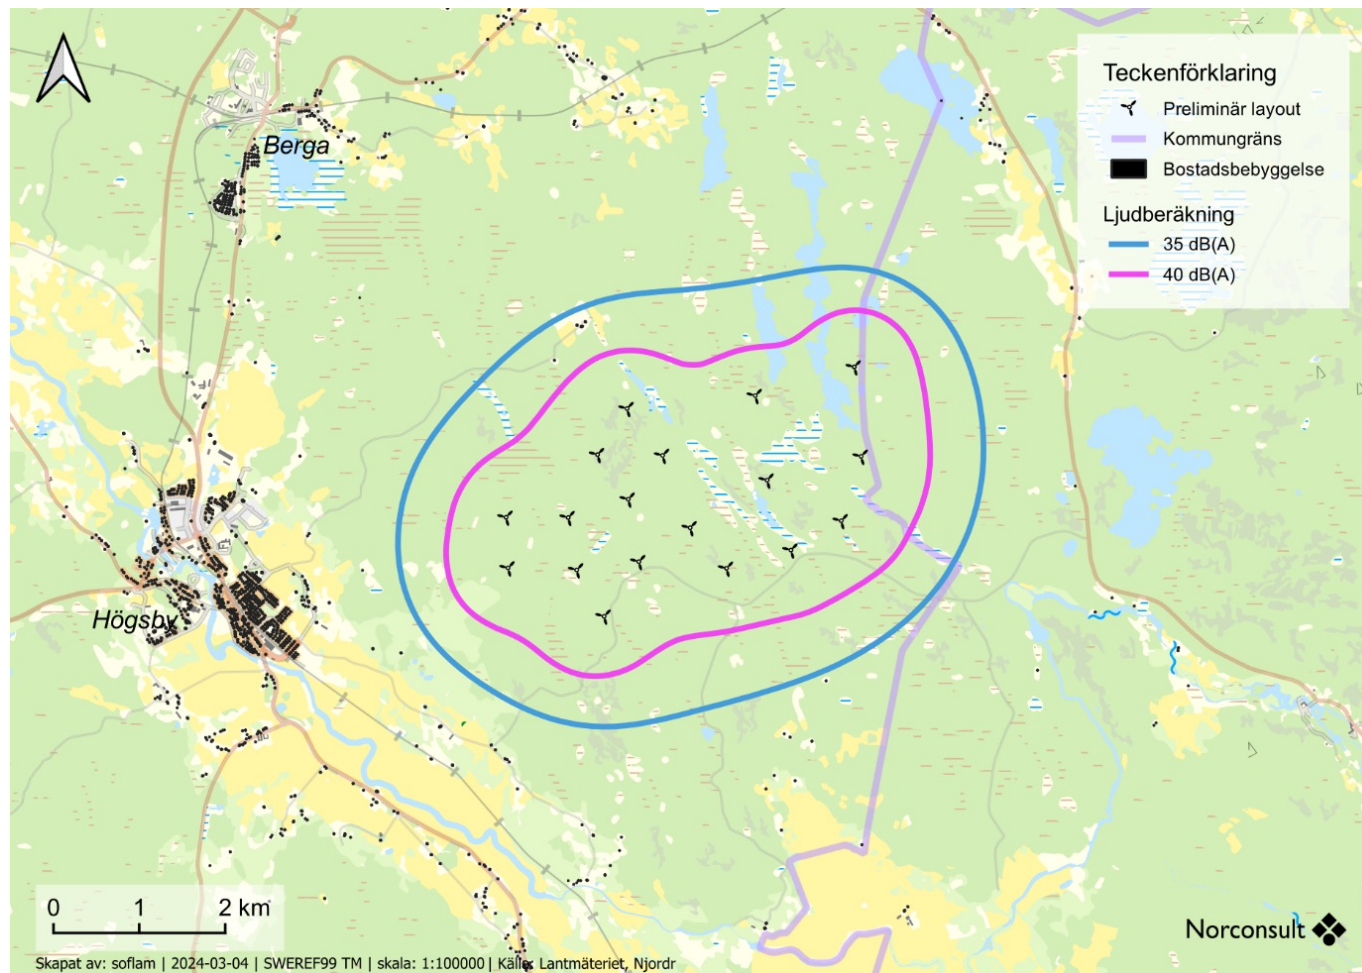 Teckenförklaring
Preliminär layout
Kommungräns
Bostadsbebyggelse
Ljudberäkning
35 dB(A)
40 dB(A)
Berga
Högsby
0 1 2 km
Norconsult
Skapat av: soflam | 2024-03-04 | SWEREF99 TM | skala: 1:100000 | Källa: Lantmäteriet, Njordr